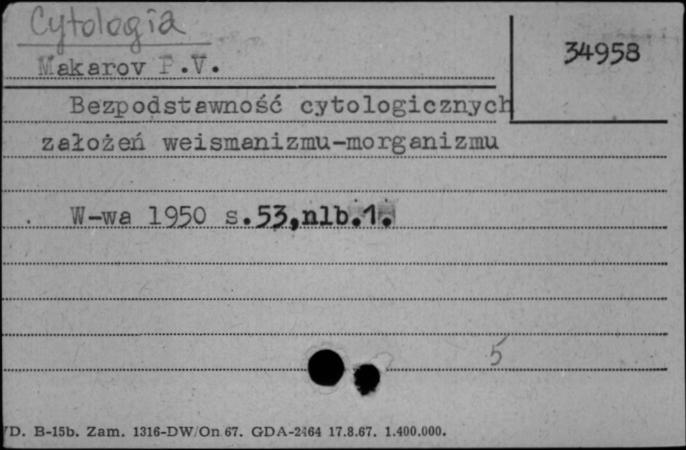 Cytologia
34958
Makarov P.V.
Bezpodstawność cytologicznych
założeń weismanizmu-morganizmu
W-wa 1950 s.53,nlb.1.
5
D. B-15b. Zam. 1316-DW/On 67. GDA-2464 17.8.67. 1.400.000.